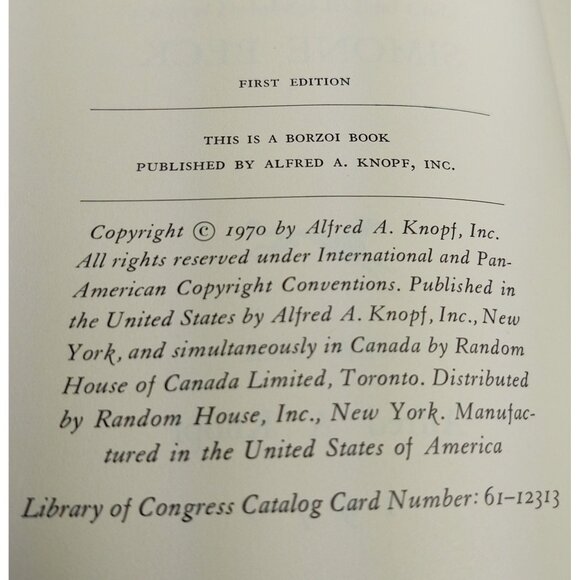 FIRST EDITION
THIS IS A BORZOI BOOK
PUBLISHED BY ALFRED A. KNOPF, INC.
Copyright © 1970 by Alfred A. Knopf, Inc.
All rights reserved under International and Pan-
American Copyright Conventions. Published in
the United States by Alfred A. Knopf, Inc., New
York, and simultaneously in Canada by Random
House of Canada Limited, Toronto. Distributed
by Random House, Inc., New York. Manufac-
tured in the United States of America
Library of Congress Catalog Card Number: 61-12313